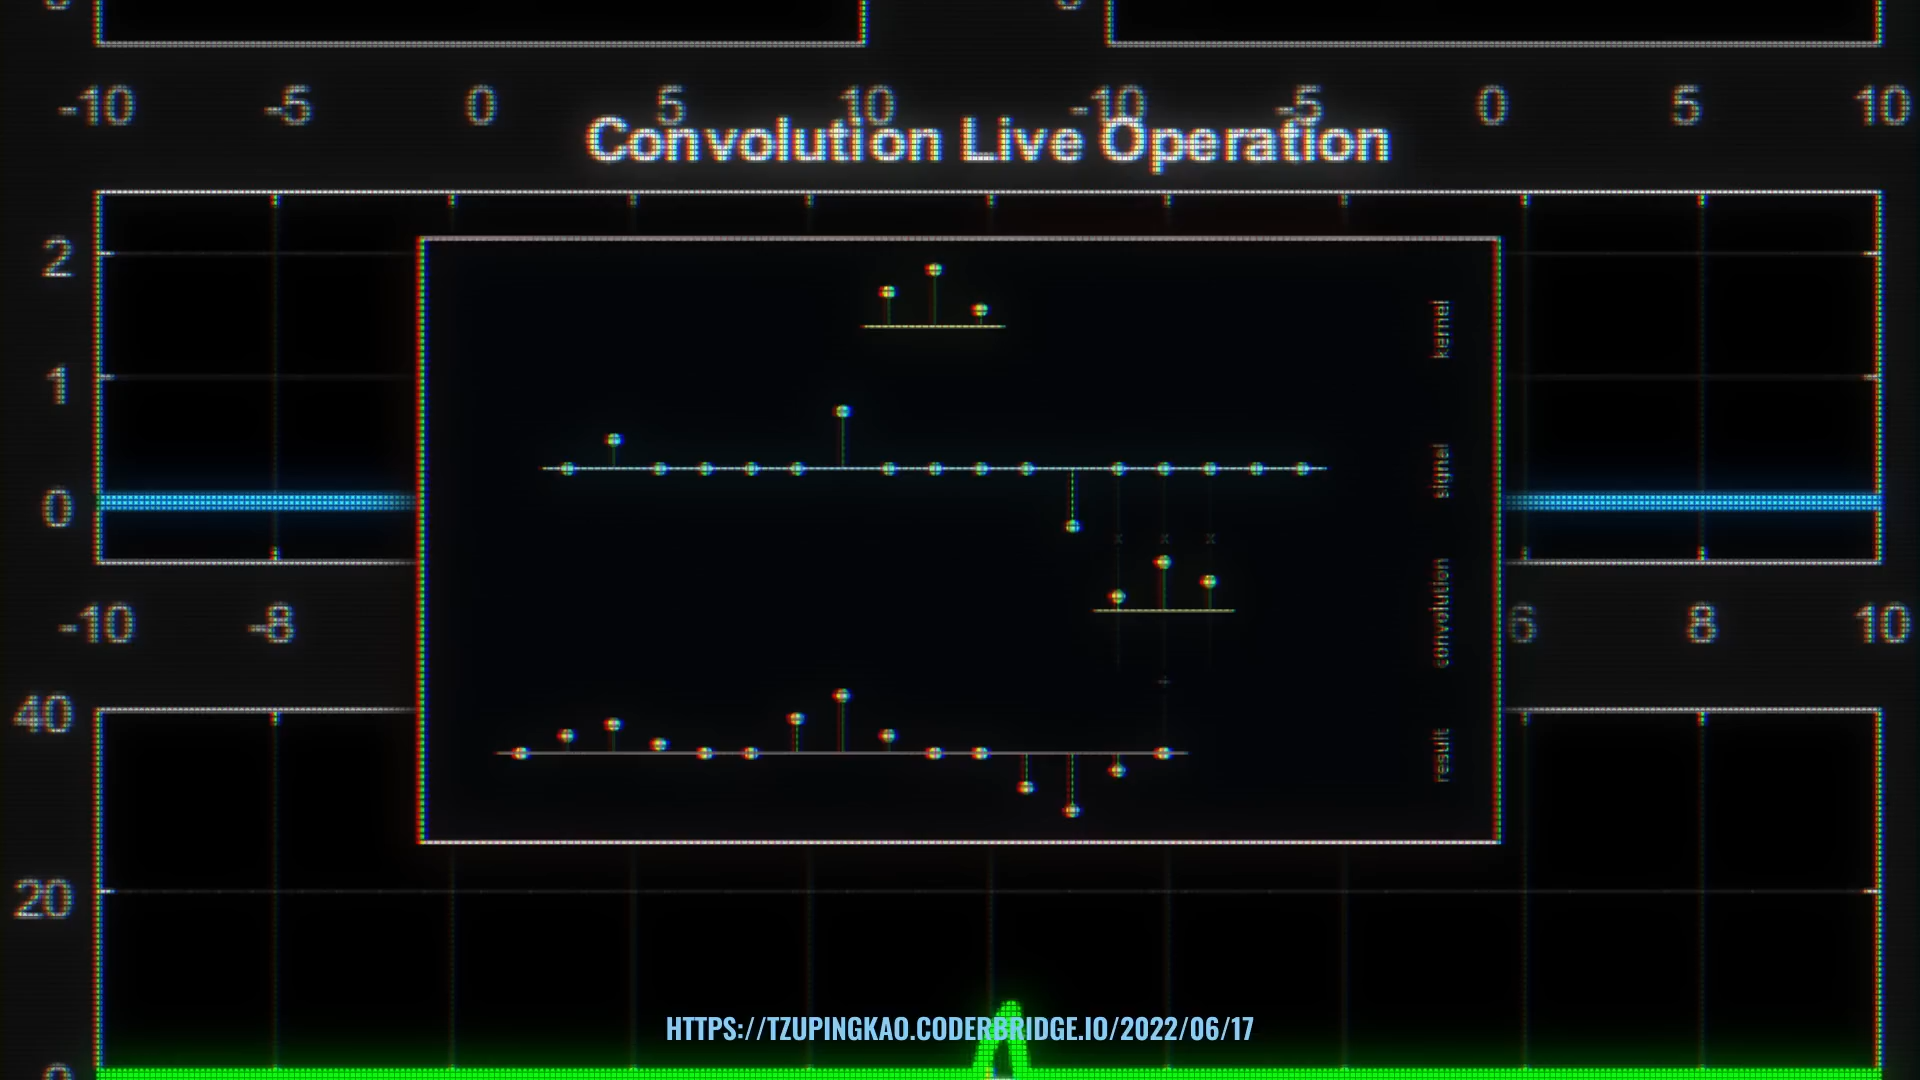 -10 -5 0 5 10 -10 -5 0 5 10
Convolution Live Operation
2
1
0
-10 -8 6 8 10
kernel
signal
x x x
convolution
+
result
40
20
0
HTTPS://TZUPINGKAO.CODERBRIDGE.IO/2022/06/17